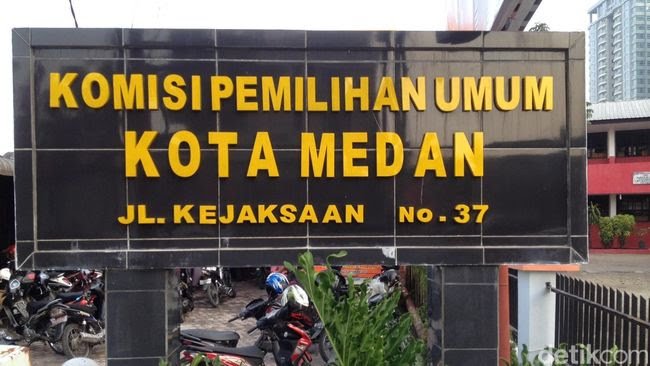 KOMISI PEMILIHAN UMUM
KOTA MEDAN
JL. KEJAKSAAN No. 37
detikcom